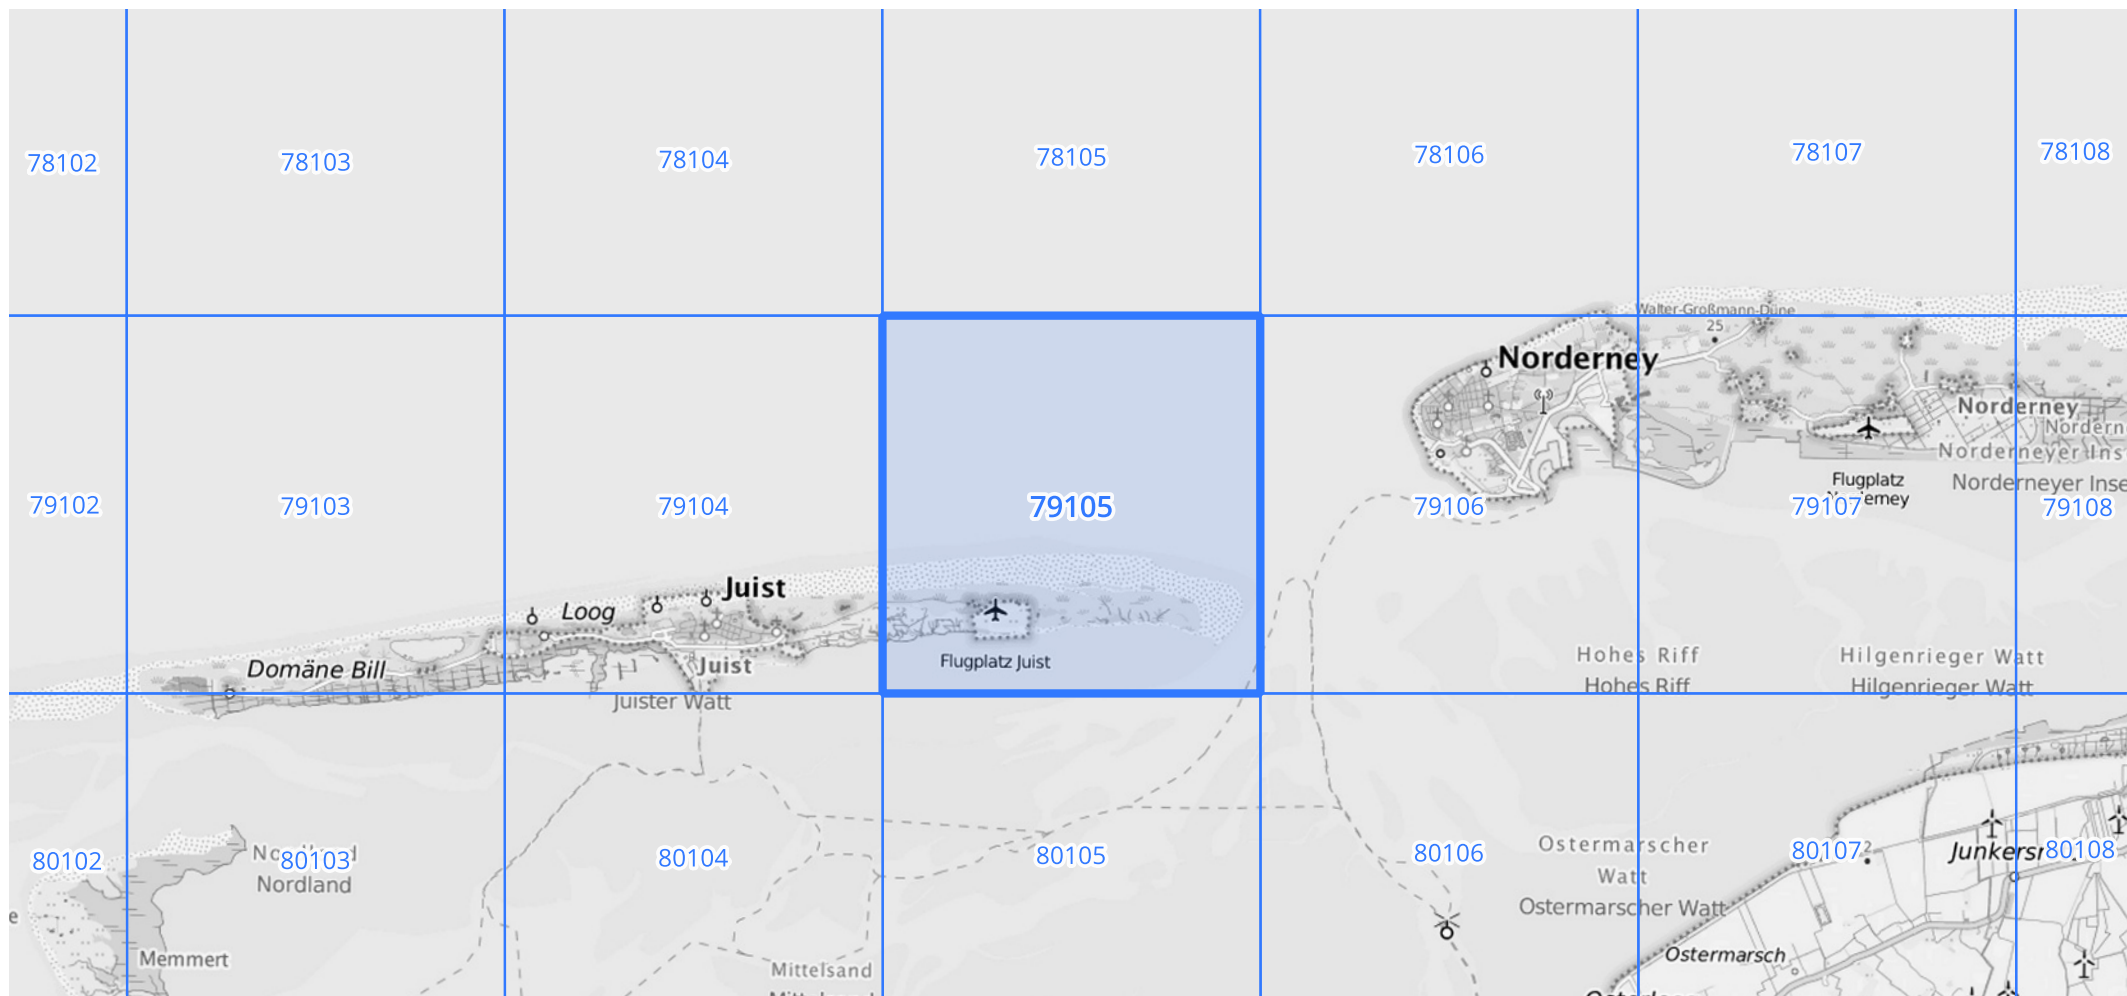 78102
78103
78104
78105
78106
78107
78108
Walter-Großmann-Düne
25
Norderney
Norderney
Nordern
Norderneyer Ins
Flugplatz
Norderney
Norderneyer Inse
79102
79103
79104
79105
79106
79107
79108
Juist
Loog
Domäne Bill
Juist
Flugplatz Juist
Juister Watt
Hohes Riff
Hohes Riff
Hilgenrieger Watt
Hilgenrieger Watt
80102
80103
80104
80105
80106
80107
2
80108
Nordland
Nordland
Ostermarscher
Watt
Ostermarscher Watt
e
Memmert
Mittelsand
Ostermarsch